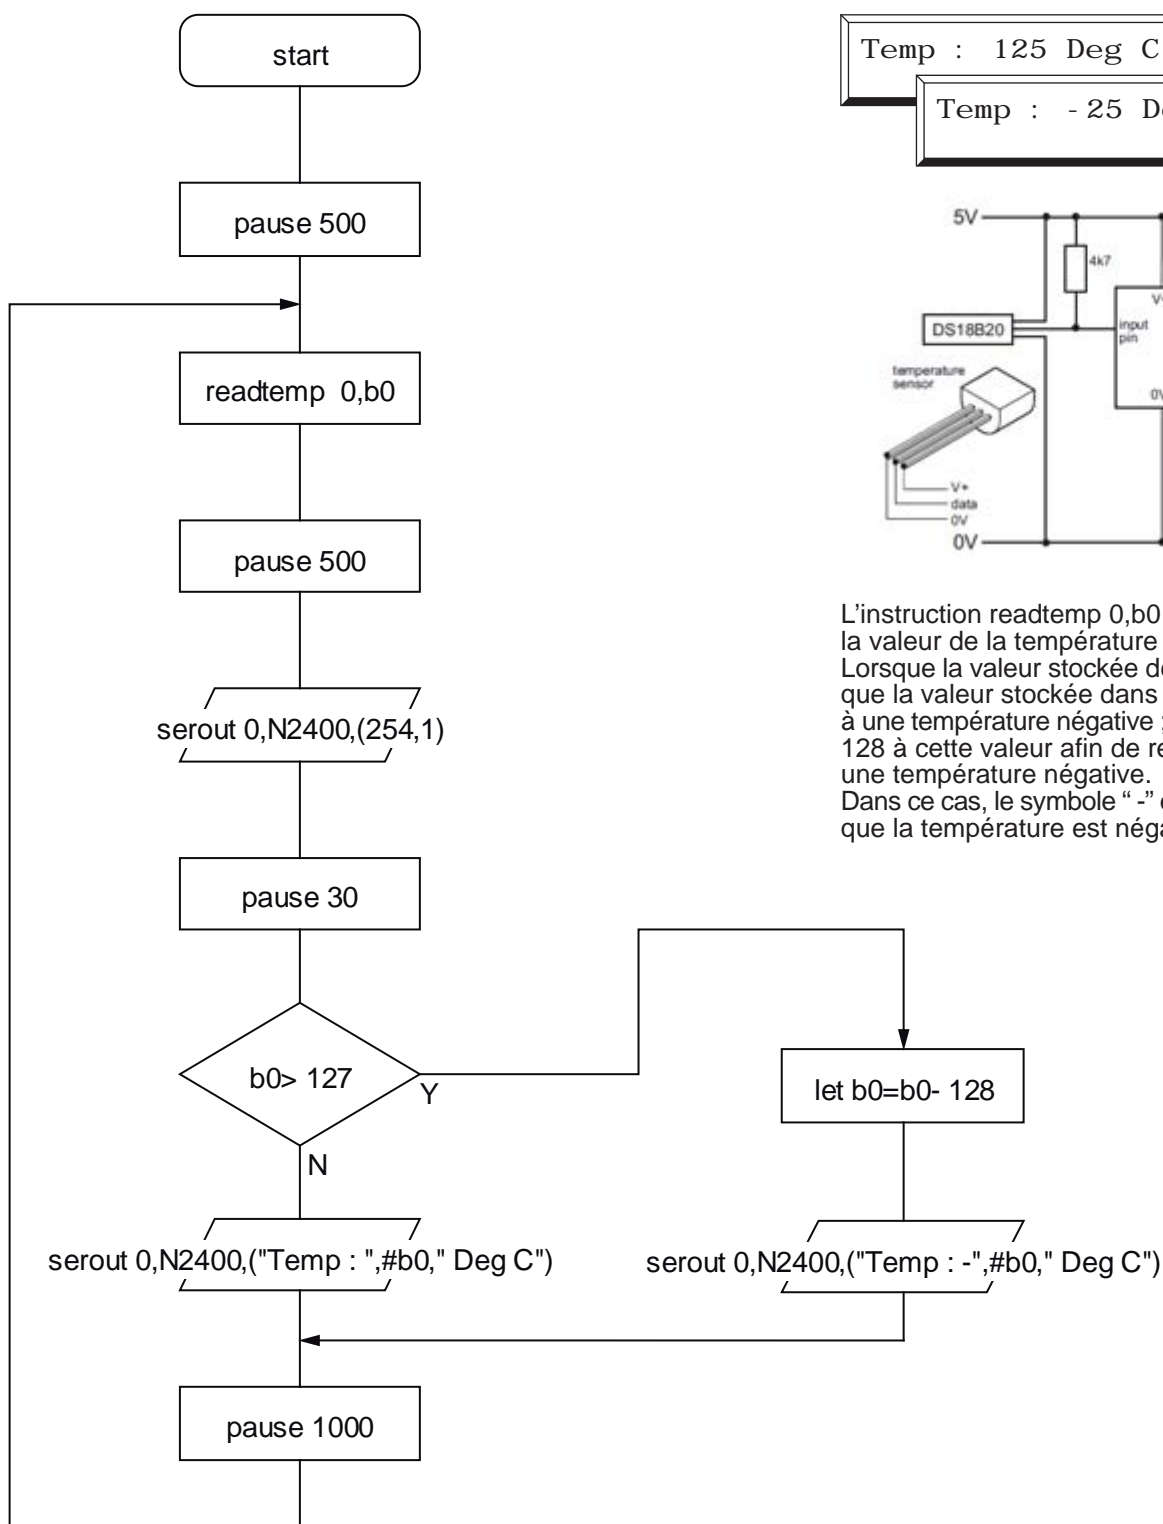 start
pause 500
readtemp 0,b0
pause 500
serout 0,N2400,(254,1)
pause 30
b0> 127
Y
N
let b0=b0- 128
serout 0,N2400,("Temp : ",#b0," Deg C")
serout 0,N2400,("Temp : -",#b0," Deg C")
pause 1000
Temp : 125 Deg C
Temp : - 25
5V
4k7
DS18B20
input
pin
temperature
sensor
V+
data
0V
0V
L’instruction readtemp 0,b0
la valeur de la température
Lorsque la valeur stockée
que la valeur stockée dans
à une température négative ;
128 à cette valeur afin de
une température négative.
Dans ce cas, le symbole “ -”
que la température est